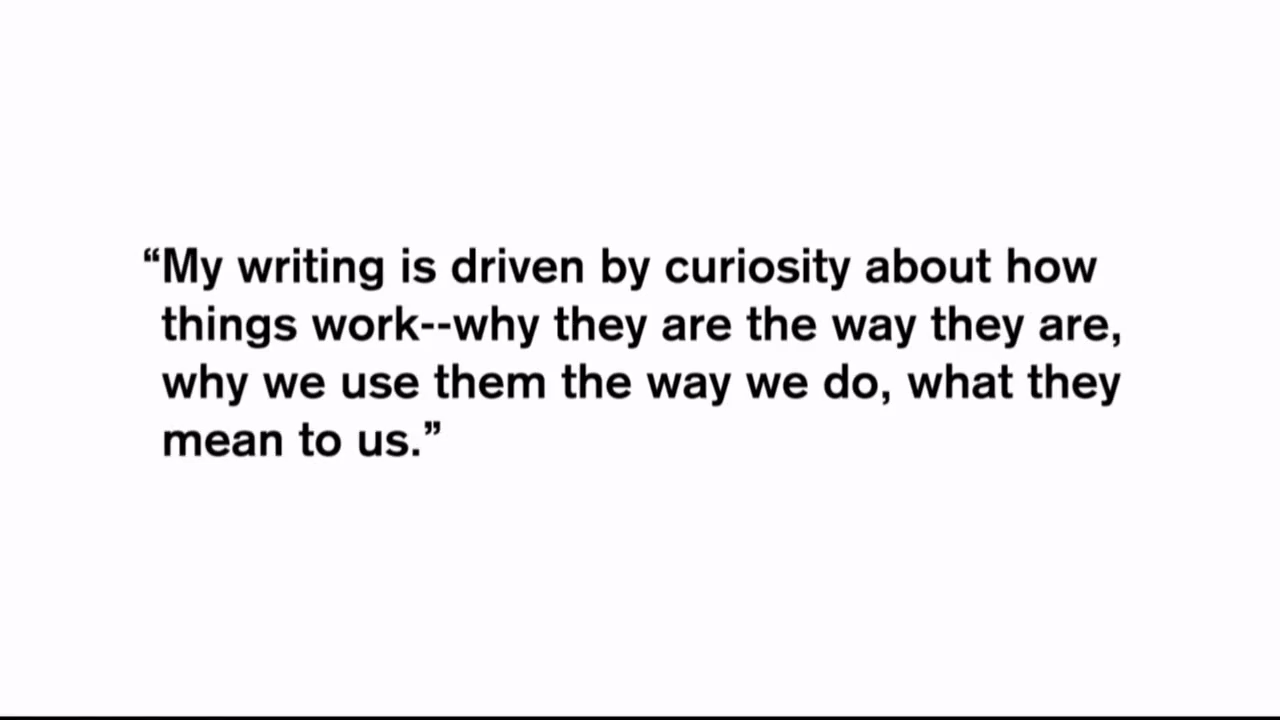 “My writing is driven by curiosity about how
things work--why they are the way they are,
why we use them the way we do, what they
mean to us.”